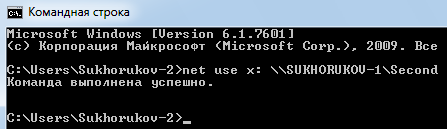 Командная строка
Microsoft Windows [Version 6.1.7601]
(c) Корпорация Майкрософт (Microsoft Corp.), 2009. Все
C:\Users\Sukhorukov-2>net use x: \\SUKHORUKOV-1\Second
Команда выполнена успешно.
C:\Users\Sukhorukov-2>_